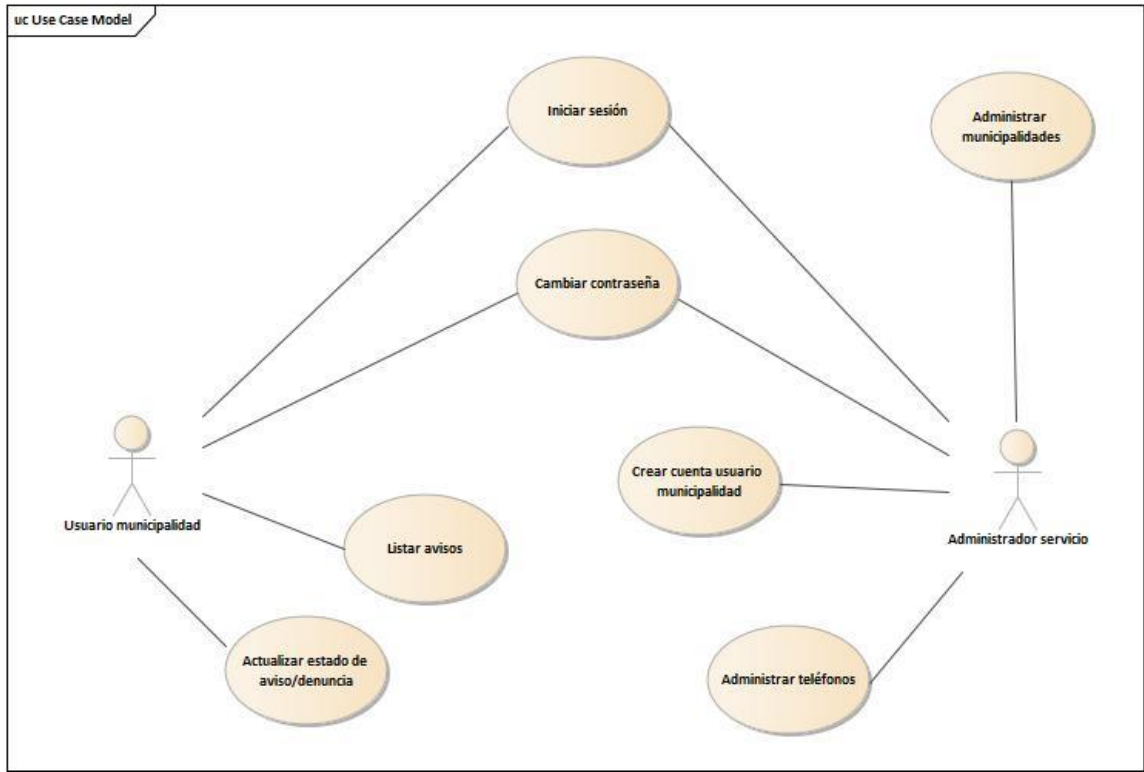 uc Use Case Model
Iniciar sesión
Administrar
municipalidades
Cambiar contraseña
Crear cuenta usuario
municipalidad
Usuario municipalidad
Administrador servicio
Listar avisos
Actualizar estado de
aviso/denuncia
Administrar teléfonos